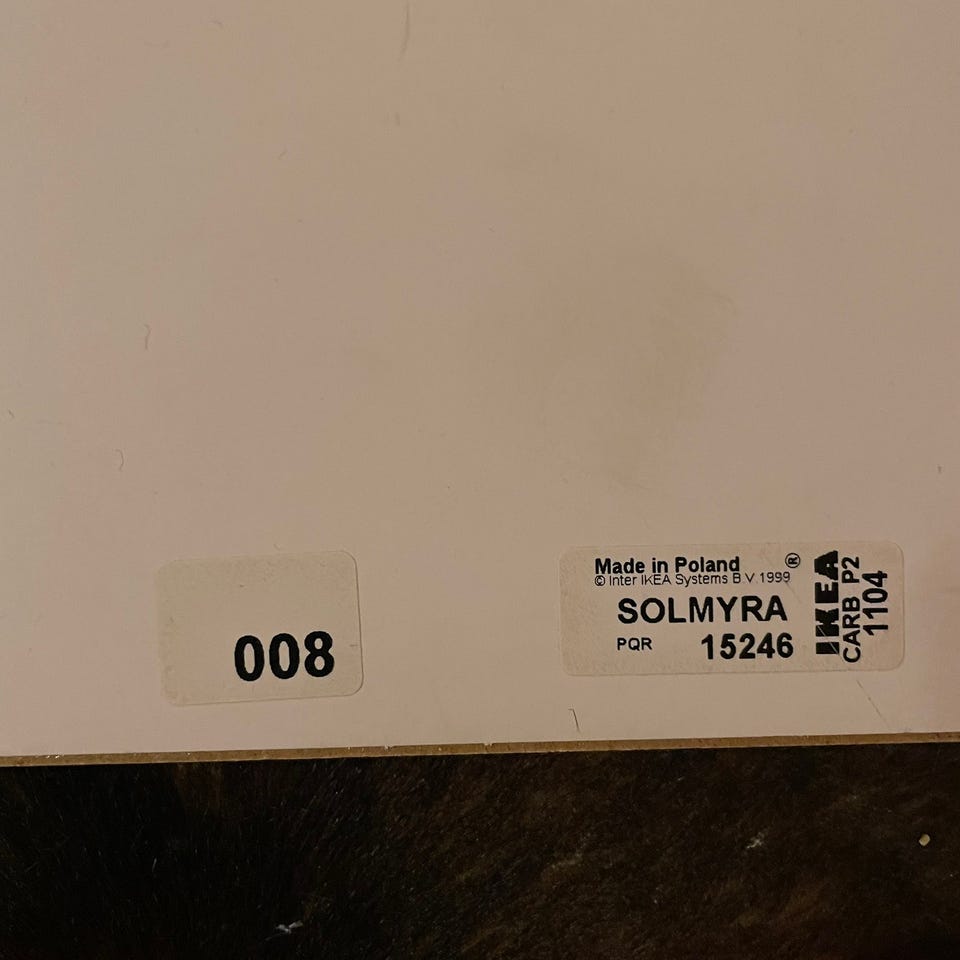 008
Made in Poland ®
© Inter IKEA Systems B.V.1999
SOLMYRA
PQR 15246
IKEA
CARB P2
1104